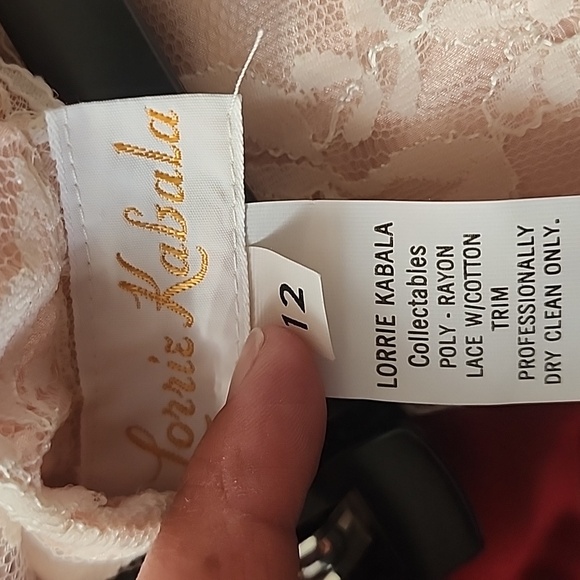 Lorrie Kabala
12
LORRIE KABALA
Collectables
POLY - RAYON
LACE W/COTTON
TRIM
PROFESSIONALLY
DRY CLEAN ONLY.